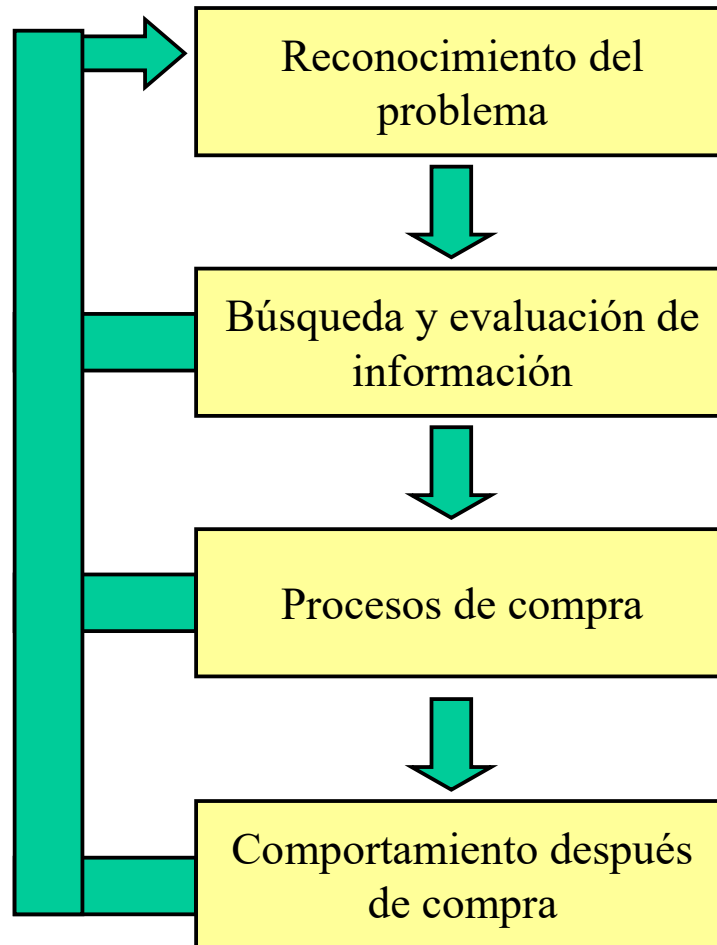 Reconocimiento del
problema
Búsqueda y evaluación de
información
Procesos de compra
Comportamiento después
de compra